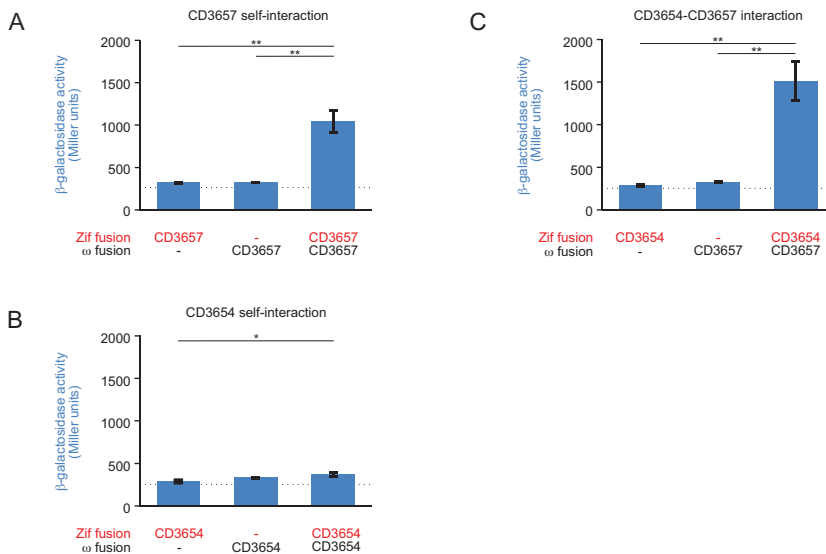 A
CD3657 self-interaction
β-galactosidase activity
(Miller units)
2000
1500
1000
500
0
**
**
Zif fusion CD3657 - CD3657
ω fusion - CD3657 CD3657
B
CD3654 self-interaction
β-galactosidase activity
(Miller units)
2000
1500
1000
500
0
*
Zif fusion CD3654 - CD3654
ω fusion - CD3654 CD3654
C
CD3654-CD3657 interaction
β-galactosidase activity
(Miller units)
2000
1500
1000
500
0
**
**
Zif fusion CD3654 - CD3654
ω fusion - CD3657 CD3657